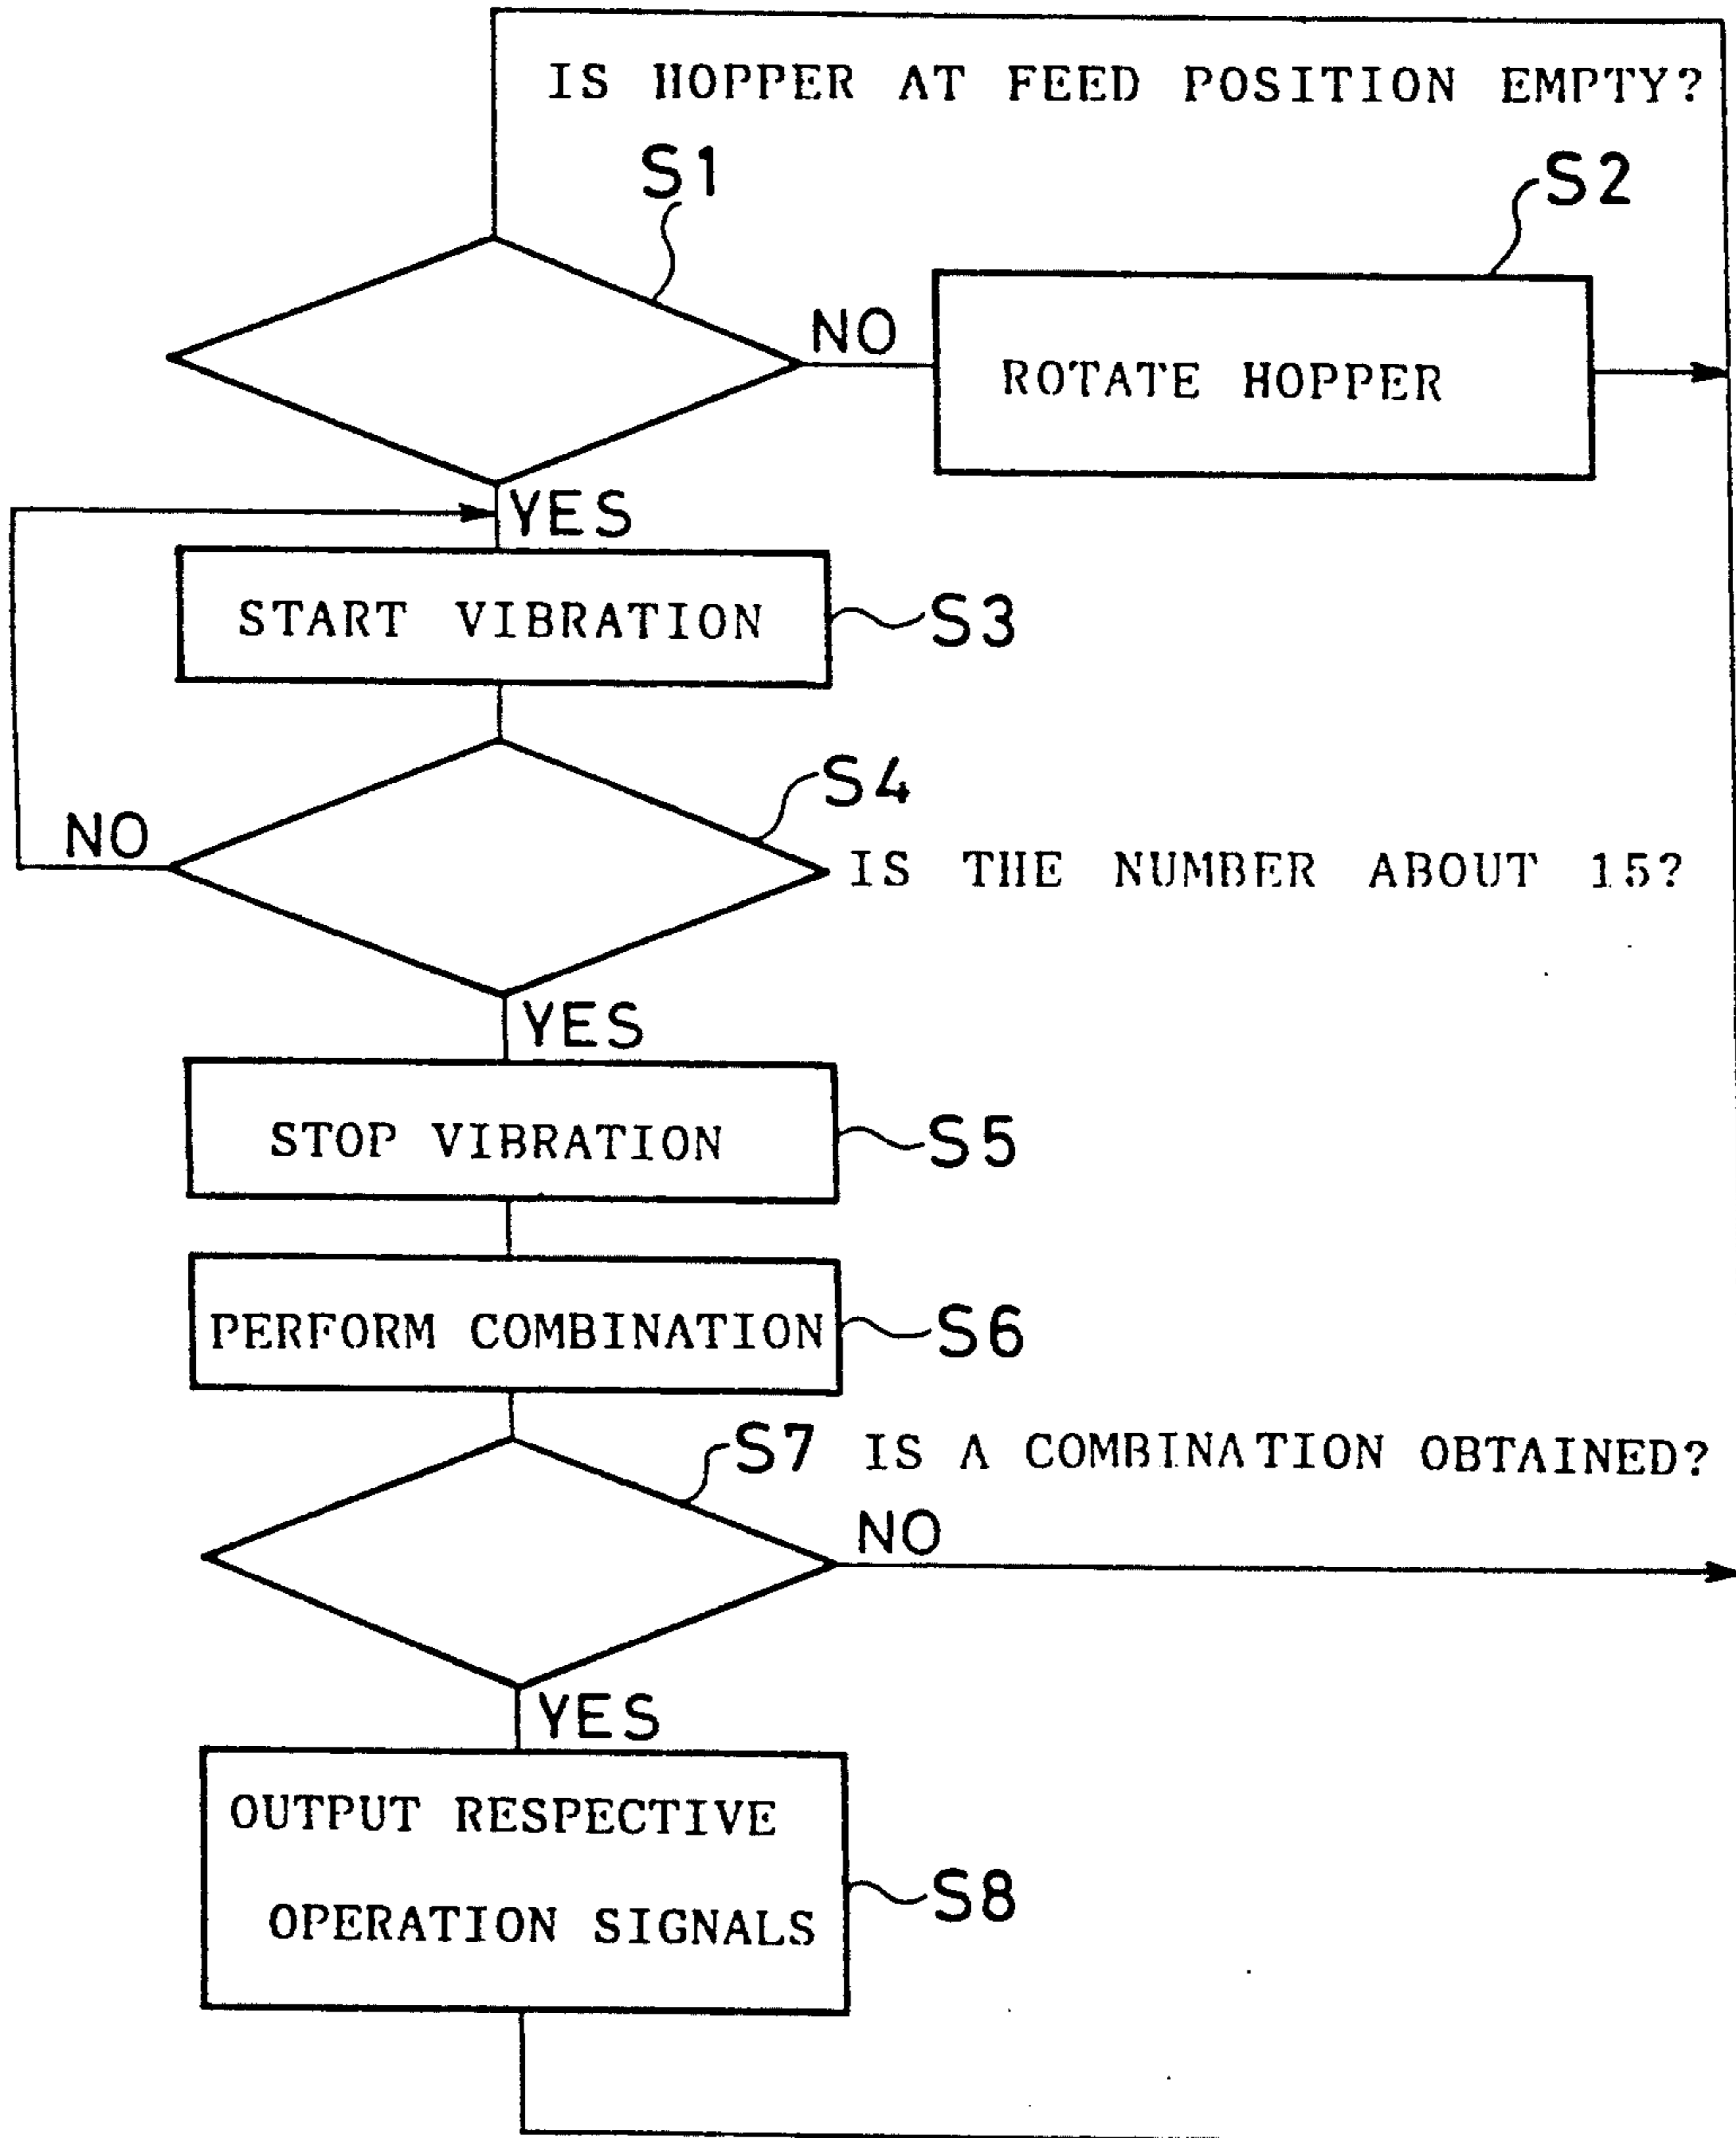 IS HOPPER AT FEED POSITION EMPTY?
S1
S2
NO
ROTATE HOPPER
YES
START VIBRATION
S3
S4
NO
IS THE NUMBER ABOUT 15?
YES
STOP VIBRATION
S5
PERFORM COMBINATION
S6
S7
IS A COMBINATION OBTAINED?
NO
YES
OUTPUT RESPECTIVE
OPERATION SIGNALS
S8